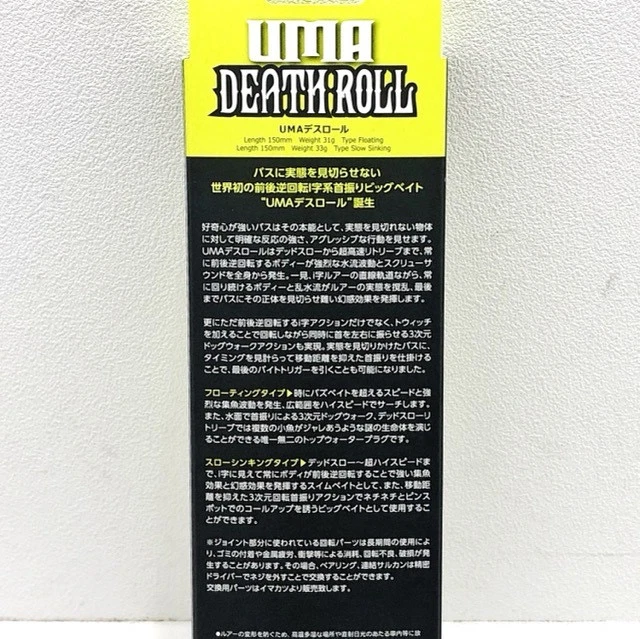 UMA
DEATH ROLL
UMAデスロール
Length 150mm Weight 31g Type Floating
Length 150mm Weight 33g Type Slow Sinking
バスに実態を見切らせない
世界初の前後逆回転I字系首振りビッグベイト
"UMAデスロール"誕生
好奇心が強いバスはその本能として、実態を見切れない物体
に対して明確な反応の強さ、アグレッシブな行動を見せます。
UMAデスロールはデッドスローから超高速リトリーブまで、常
に前後逆回転するボディーが強烈な水流波動とスクリューサ
ウンドを全身から発生。一見、I字ルアーの直線軌道ながら、常
に回り続けるボディーと乱水流がルアーの実態を撹乱、最後
までバスにその正体を見切らせ難い幻惑効果を発揮します。
更にただ前後逆回転するI字アクションだけでなく、トゥイッチ
を加えることで回転しながら同時に首を左右に振らせる3次元
ドッグウォークアクションも実現。実態を見切りかけたバスに、
タイミングを見計らって移動距離を抑えた首振りを仕掛ける
ことで、最後のバイトトリガーを引くことも可能になりました。
フローティングタイプ▶時にバズベイトを超えるスピードと強
烈な集魚波動を発生、広範囲をハイスピードでサーチします。
また、水面で首振りによる3次元ドッグウォーク、デッドスローリ
トリーブでは複数の小魚がジャレあうような謎の生命体を演じ
ることができる唯一無二のトップウォータープラグです。
スローシンキングタイプ▶デッドスロー〜超ハイスピードま
で、I字に見えて常にボディが前後逆回転することで強い集魚
効果と幻惑効果を発揮するスイムベイトとして、また、移動距
離を抑えた3次元回転首振りアクションでネチネチとピンス
ポットでのコールアップを誘うビッグベイトとして使用すること
ができます。
※ジョイント部分に使われている回転パーツは長期間の使用によ
り、ゴミの付着や金属疲労、衝撃等による消耗、回転不良、破損が発
生することがあります。その場合、ベアリング、連結サルカンは精密
ドライバーでネジを外すことで交換することができます。
交換用パーツはイマカツより販売致します。
●ルアーの変形を防ぐため、高温多湿な場所や直射日光のあたる車内等に放